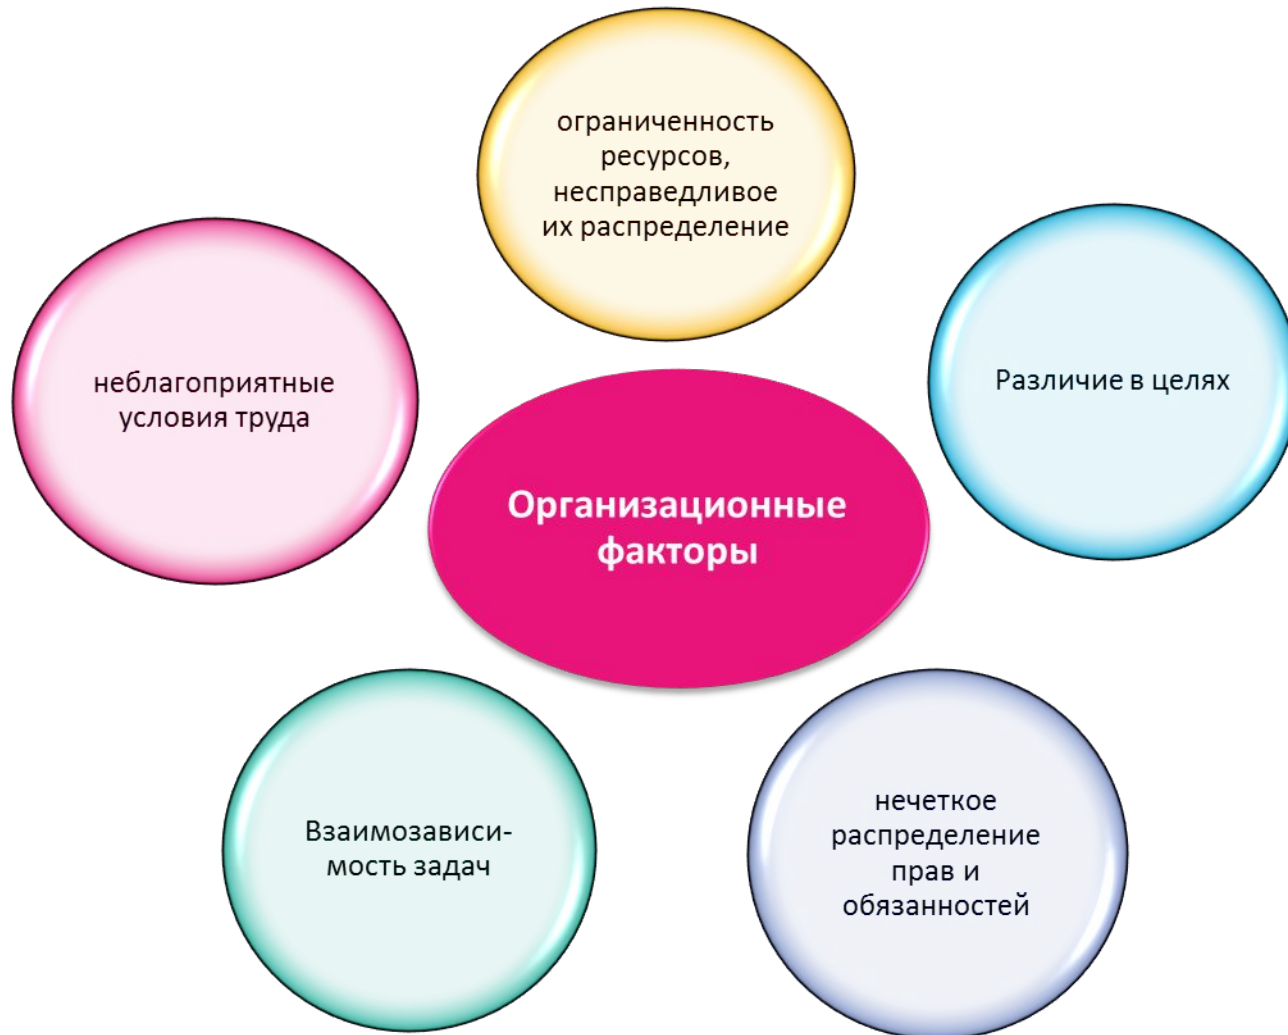 ограниченность
ресурсов,
несправедливое
их распределение
неблагоприятные
условия труда
Различие в целях
Организационные
факторы
Взаимозависи-
мость задач
нечеткое
распределение
прав и
обязанностей